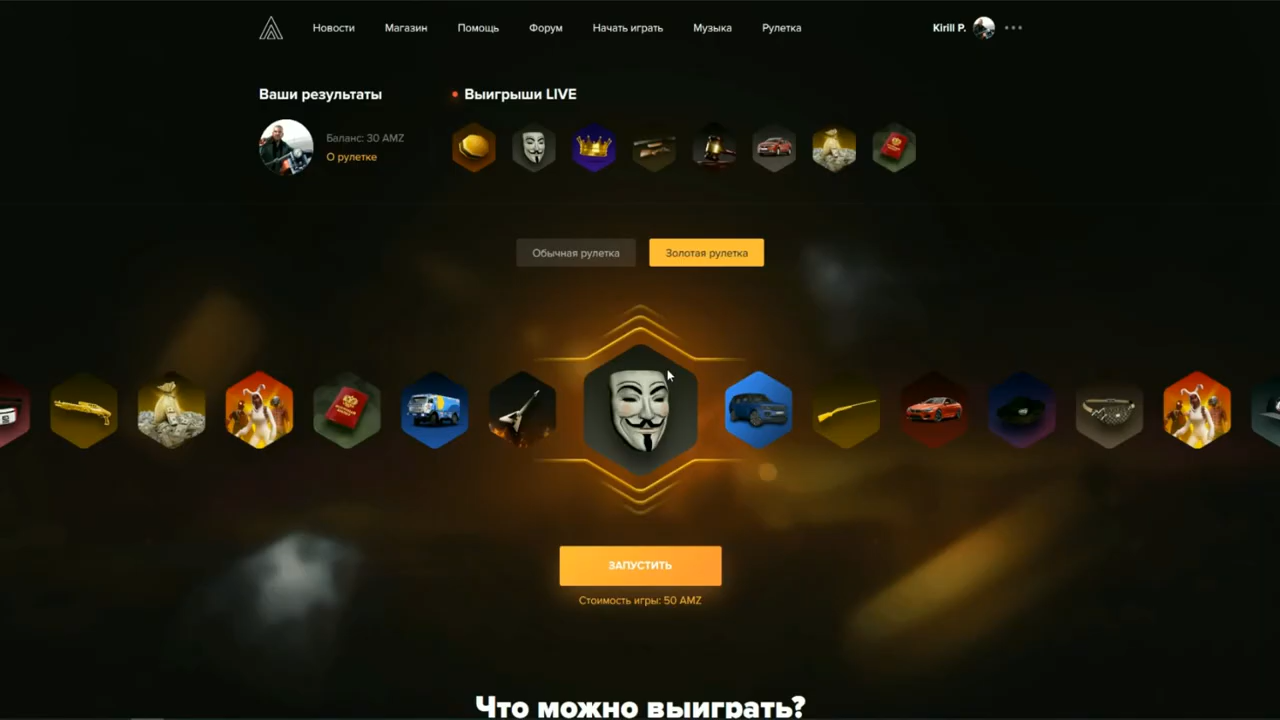 Новости
Магазин
Помощь
Форум
Начать играть
Музыка
Рулетка
Kirill P.
Ваши результаты
Выигрыши LIVE
Баланс: 30 AMZ
О рулетке
Обычная рулетка
Золотая рулетка
ЗАПУСТИТЬ
Стоимость игры: 50 AMZ
Что можно выиграть?